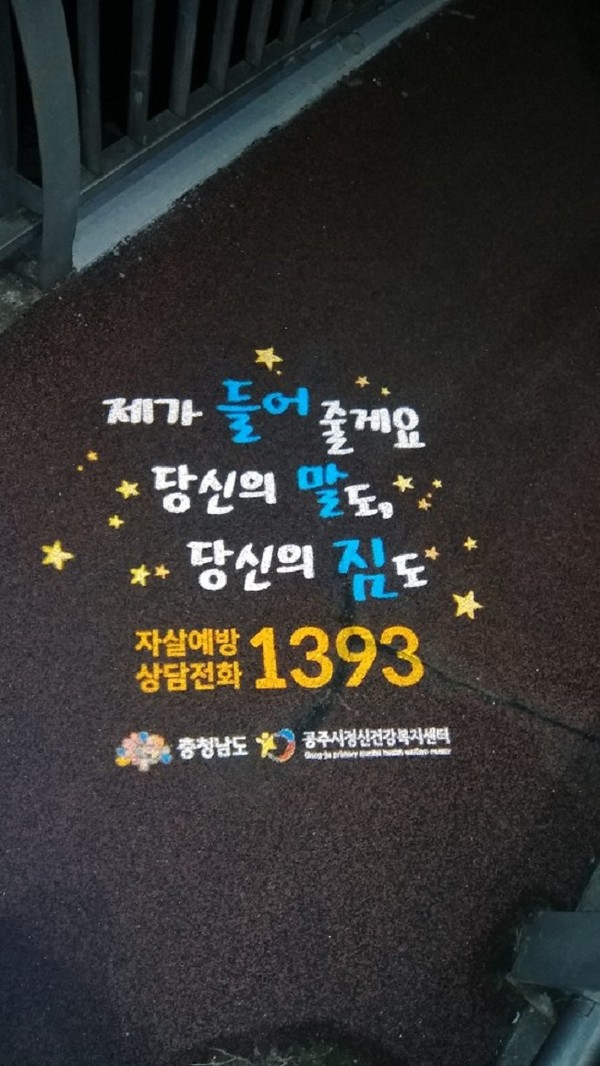 제가 들어 줄게요
당신의 말도,
당신의 짐도
자살예방
상담전화 1393
충청남도 공주시정신건강복지센터